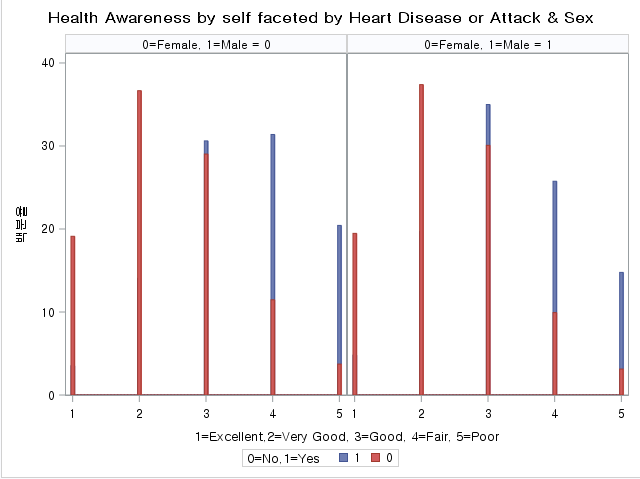 Health Awareness by self faceted by Heart Disease or Attack & Sex
0=Female, 1=Male = 0
0=Female, 1=Male = 1
40
30
20
10
0
백분율
1 2 3 4 5
1 2 3 4 5
1=Excellent,2=Very Good, 3=Good, 4=Fair, 5=Poor
0=No,1=Yes 1 0